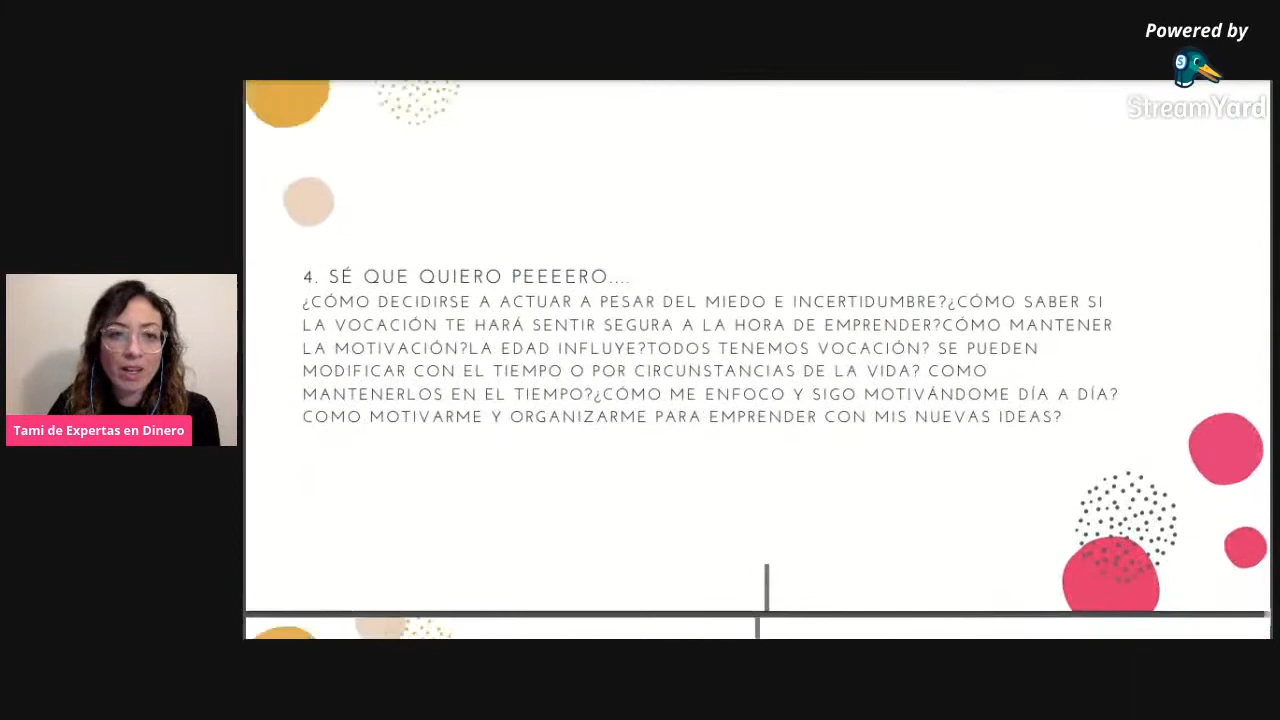 Powered by
StreamYard
4. SÉ QUE QUIERO PEEEERO....
¿CÓMO DECIDIRSE A ACTUAR A PESAR DEL MIEDO E INCERTIDUMBRE?¿CÓMO SABER SI
LA VOCACIÓN TE HARÁ SENTIR SEGURA A LA HORA DE EMPRENDER?CÓMO MANTENER
LA MOTIVACIÓN?LA EDAD INFLUYE?TODOS TENEMOS VOCACIÓN? SE PUEDEN
MODIFICAR CON EL TIEMPO O POR CIRCUNSTANCIAS DE LA VIDA? COMO
MANTENERLOS EN EL TIEMPO?¿CÓMO ME ENFOCO Y SIGO MOTIVÁNDOME DÍA A DÍA?
COMO MOTIVARME Y ORGANIZARME PARA EMPRENDER CON MIS NUEVAS IDEAS?
Tami de Expertas en Dinero